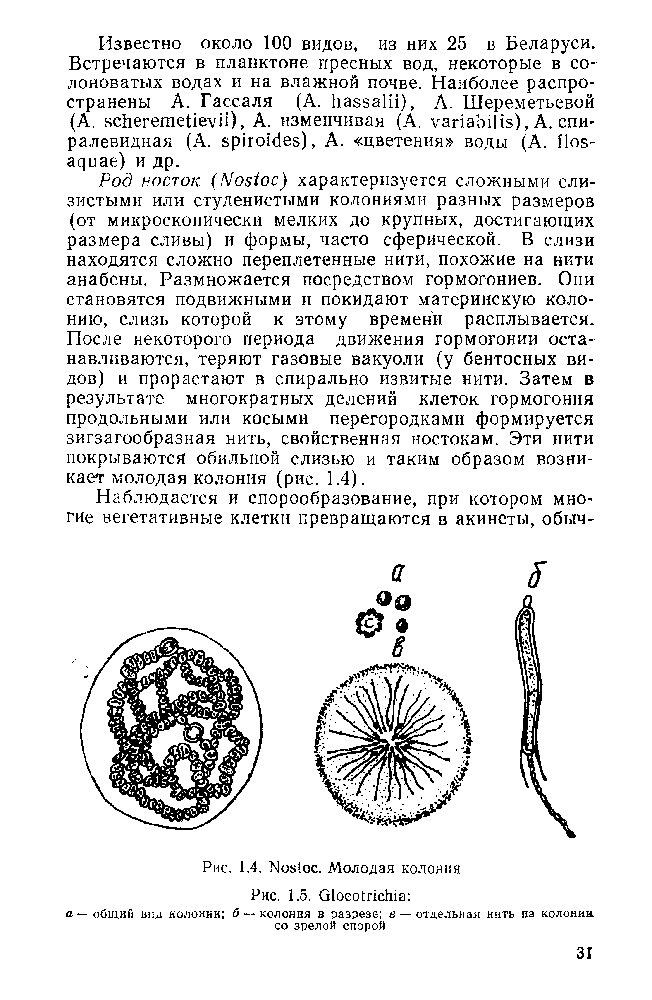 Известно около 100 видов, из них 25 в Беларуси.
Встречаются в планктоне пресных вод, некоторые в со-
лоноватых водах и на влажной почве. Наиболее распро-
странены А. Гассаля (A. hassalii), А. Шереметьевой
(A. scheremetievii), А. изменчивая (A. variabilis), А. спи-
ралевидная (A. spiroides), А. «цветения» воды (A. flos-
aquae) и др.
Род носток (Nostoc) характеризуется сложными сли-
зистыми или студенистыми колониями разных размеров
(от микроскопически мелких до крупных, достигающих
размера сливы) и формы, часто сферической. В слизи
находятся сложно переплетенные нити, похожие на нити
анабены. Размножается посредством гормогониев. Они
становятся подвижными и покидают материнскую коло-
нию, слизь которой к этому времени расплывается.
После некоторого периода движения гормогонии оста-
навливаются, теряют газовые вакуоли (у бентосных ви-
дов) и прорастают в спирально извитые нити. Затем в
результате многократных делений клеток гормогония
продольными или косыми перегородками формируется
зигзагообразная нить, свойственная ностокам. Эти нити
покрываются обильной слизью и таким образом возни-
кает молодая колония (рис. 1.4).
Наблюдается и спорообразование, при котором мно-
гие вегетативные клетки превращаются в акинеты, обыч-
а
б
в
Рис. 1.4. Nostoc. Молодая колония
Рис. 1.5. Gloeotrichia:
а — общий вид колонии; б — колония в разрезе; в — отдельная нить из колонии
со зрелой спорой
31